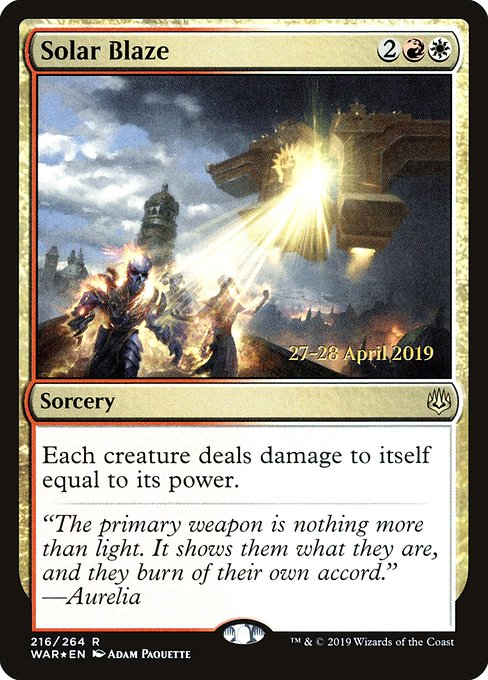 Solar Blaze
2
27–28 April 2019
Sorcery
Each creature deals damage to itself
equal to its power.
“The primary weapon is nothing more
than light. It shows them what they are,
and they burn of their own accord.”
—Aurelia
216/264 R
WAR★EN Adam Paquette
™ & © 2019 Wizards of the Coast